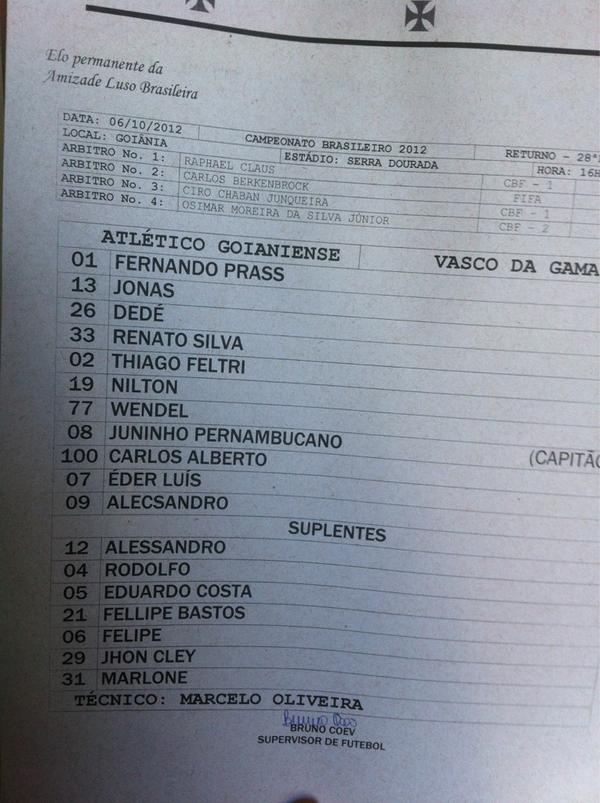 Elo permanente da
Amizade Luso Brasileira
DATA: 06/10/2012 CAMPEONATO BRASILEIRO 2012 RETURNO - 28ª
LOCAL: GOIÂNIA ESTÁDIO: SERRA DOURADA HORA: 16H
ARBITRO No. 1: RAPHAEL CLAUS CBF - 1
ARBITRO No. 2: CARLOS BERKENBROCK FIFA
ARBITRO No. 3: CIRO CHABAN JUNQUEIRA CBF - 1
ARBITRO No. 4: OSIMAR MOREIRA DA SILVA JÚNIOR CBF - 2
ATLÉTICO GOIANIENSE VASCO DA GAMA
01 FERNANDO PRASS
13 JONAS
26 DEDÉ
33 RENATO SILVA
02 THIAGO FELTRI
19 NILTON
77 WENDEL
08 JUNINHO PERNAMBUCANO
100 CARLOS ALBERTO (CAPITÃO
07 ÉDER LUÍS
09 ALECSANDRO
SUPLENTES
12 ALESSANDRO
04 RODOLFO
05 EDUARDO COSTA
21 FELLIPE BASTOS
06 FELIPE
29 JHON CLEY
31 MARLONE
TÉCNICO: MARCELO OLIVEIRA
BRUNO COEV
SUPERVISOR DE FUTEBOL